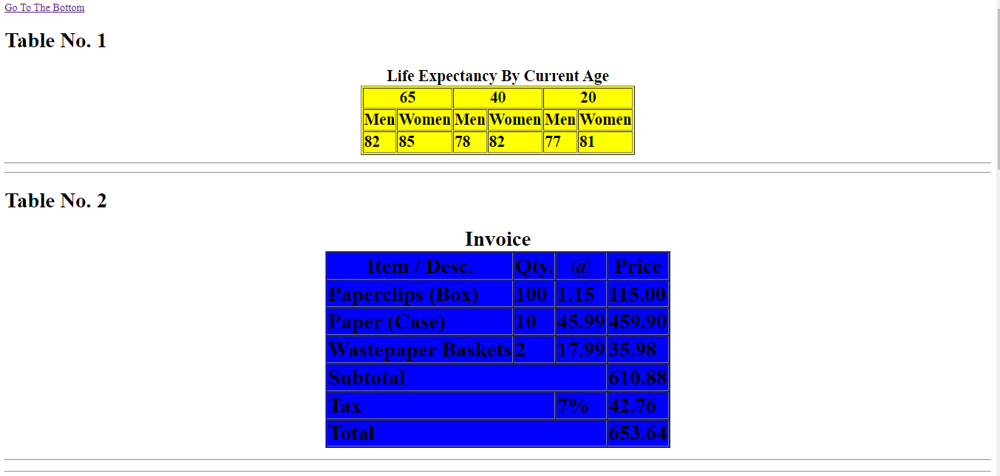 Go To The Bottom
Table No. 1
Life Expectancy By Current Age
65 40 20
Men Women Men Women Men Women
82 85 78 82 77 81
Table No. 2
Invoice
Item / Desc. Qty. @ Price
Paperclips (Box) 100 1.15 115.00
Paper (Case) 10 45.99 459.90
Wastepaper Baskets 2 17.99 35.98
Subtotal 610.88
Tax 7% 42.76
Total 653.64